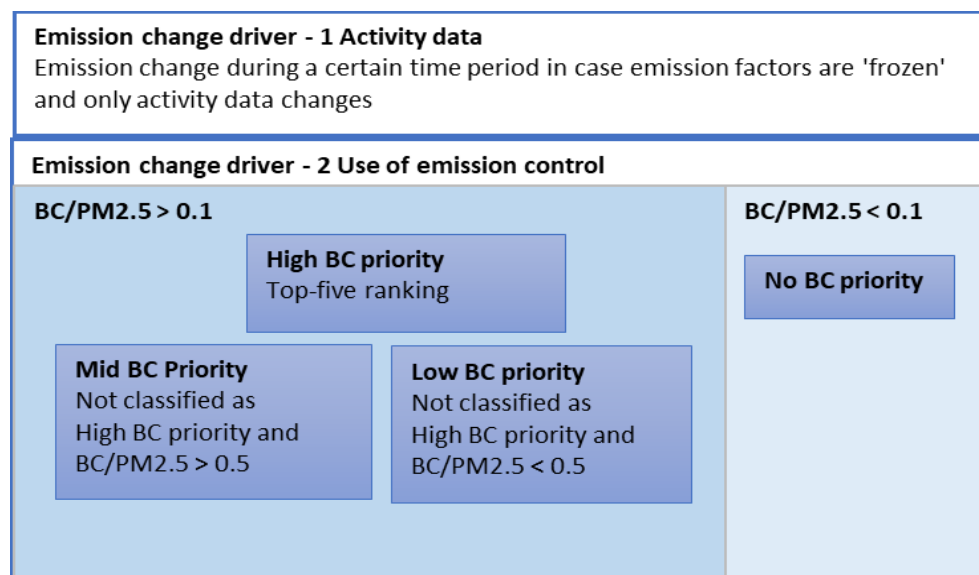 Emission change driver - 1 Activity data
Emission change during a certain time period in case emission factors are 'frozen'
and only activity data changes
Emission change driver - 2 Use of emission control
BC/PM2.5 > 0.1
High BC priority
Top-five ranking
Mid BC Priority
Not classified as
High BC priority and
BC/PM2.5 > 0.5
Low BC priority
Not classified as
High BC priority and
BC/PM2.5 < 0.5
BC/PM2.5 < 0.1
No BC priority